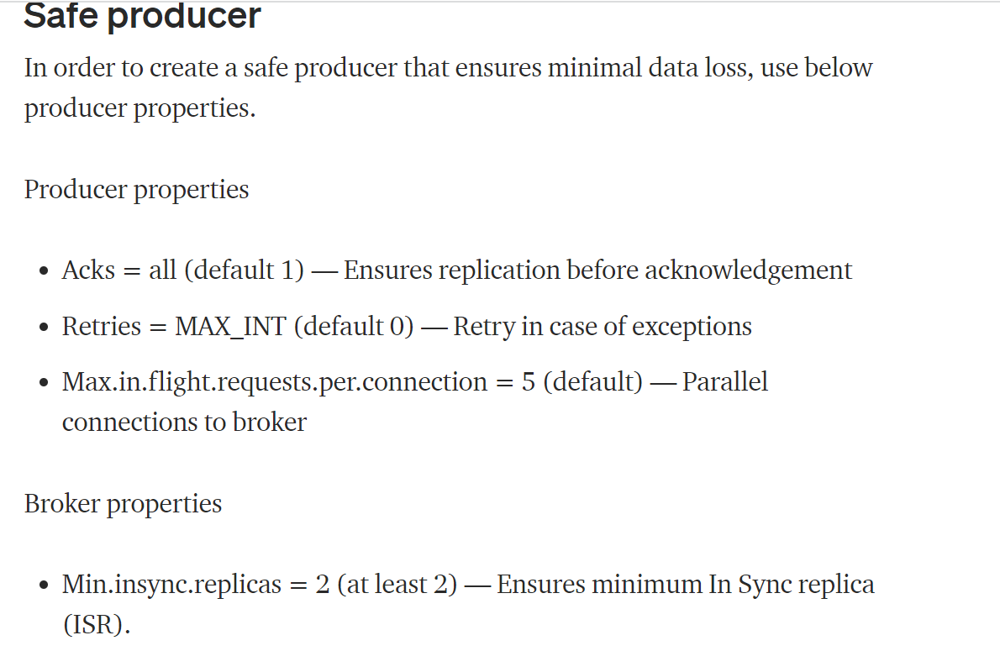 Safe producer
In order to create a safe producer that ensures minimal data loss, use below
producer properties.
Producer properties
• Acks = all (default 1) — Ensures replication before acknowledgement
• Retries = MAX_INT (default 0) — Retry in case of exceptions
• Max.in.flight.requests.per.connection = 5 (default) — Parallel
connections to broker
Broker properties
• Min.insync.replicas = 2 (at least 2) — Ensures minimum In Sync replica
(ISR).